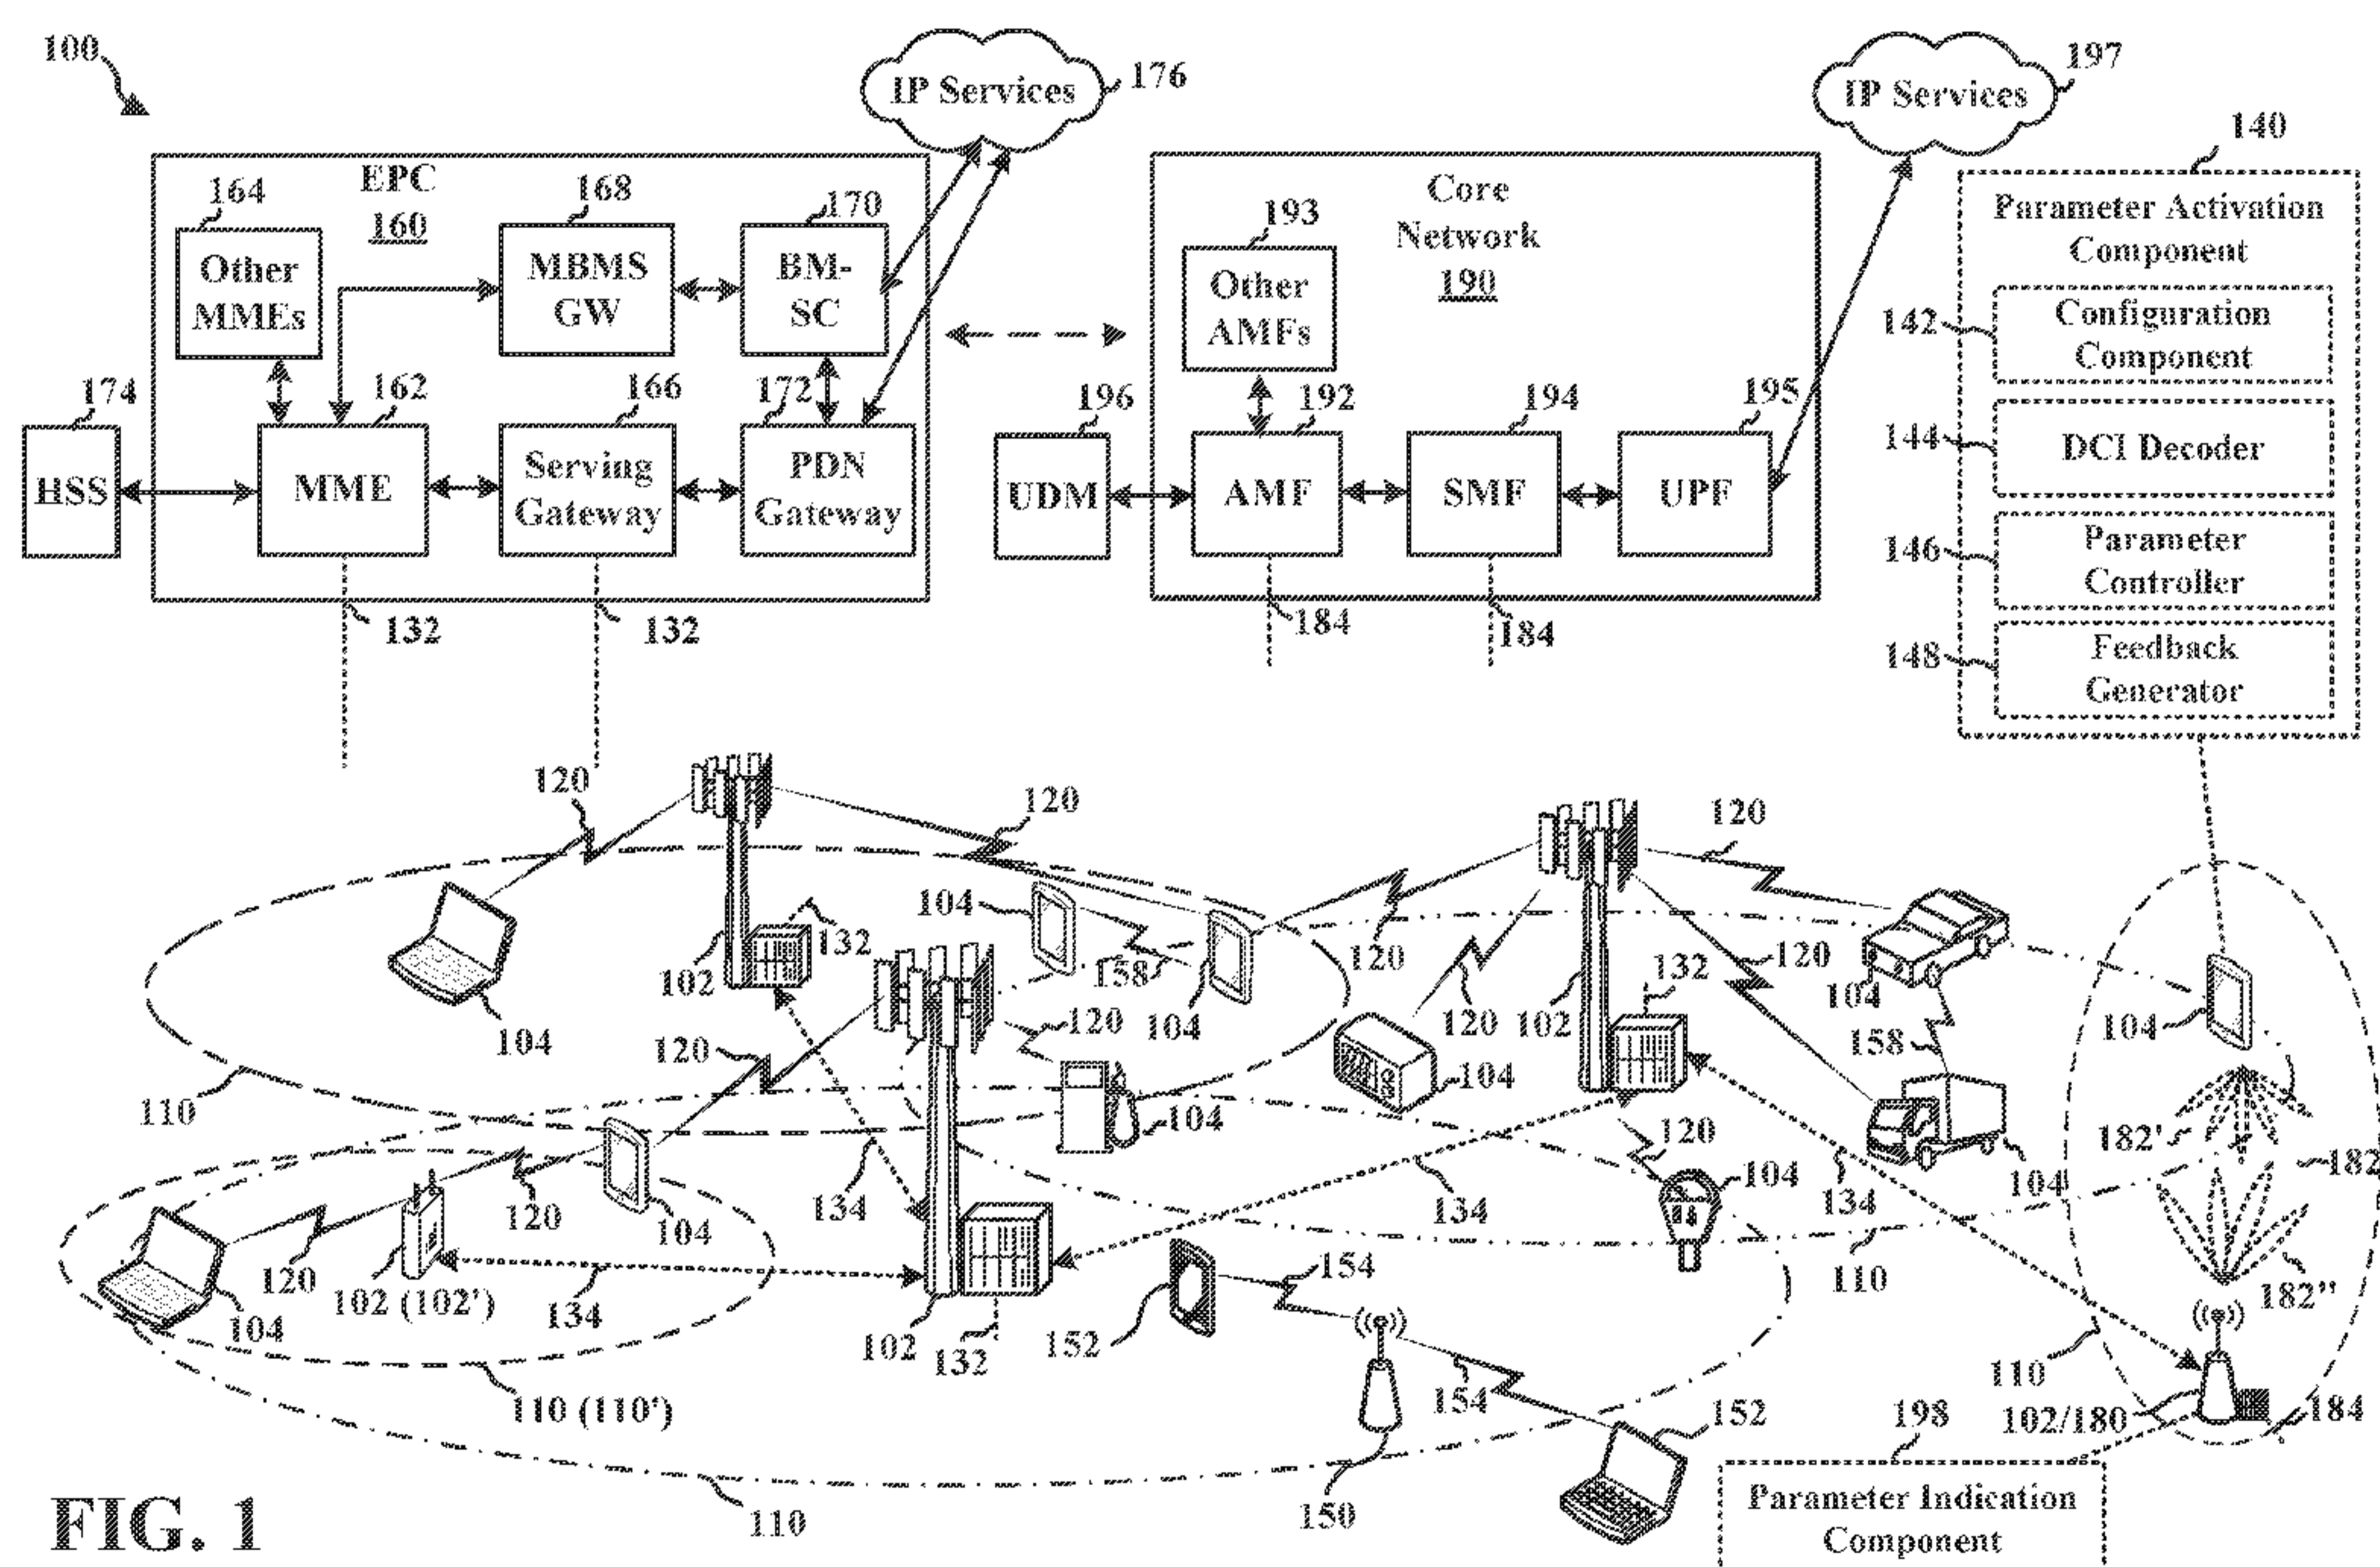 100
IP Services
176
IP Services
197
140
EPC
160
164
Other
MMEs
168
MBMS
GW
170
BM-
SC
174
HSS
162
MME
166
Serving
Gateway
172
PDN
Gateway
132
132
Core
Network
190
193
Other
AMFs
196
UDM
192
AMF
194
SMF
195
UPF
184
184
Parameter Activation
Component
142
Configuration
Component
144
DCI Decoder
146
Parameter
Controller
148
Feedback
Generator
120
120
120
104
102
132
104
158
104
120
120
102
132
120
104
158
104
104
120
120
104
104
110
134
104
120
104
134
104
182'
182
120
104
102 (102')
120
104
134
102
132
152
154
134
110
182"
110 (110')
154
110
102/180
184
110
150
152
198
Parameter Indication
Component
FIG. 1